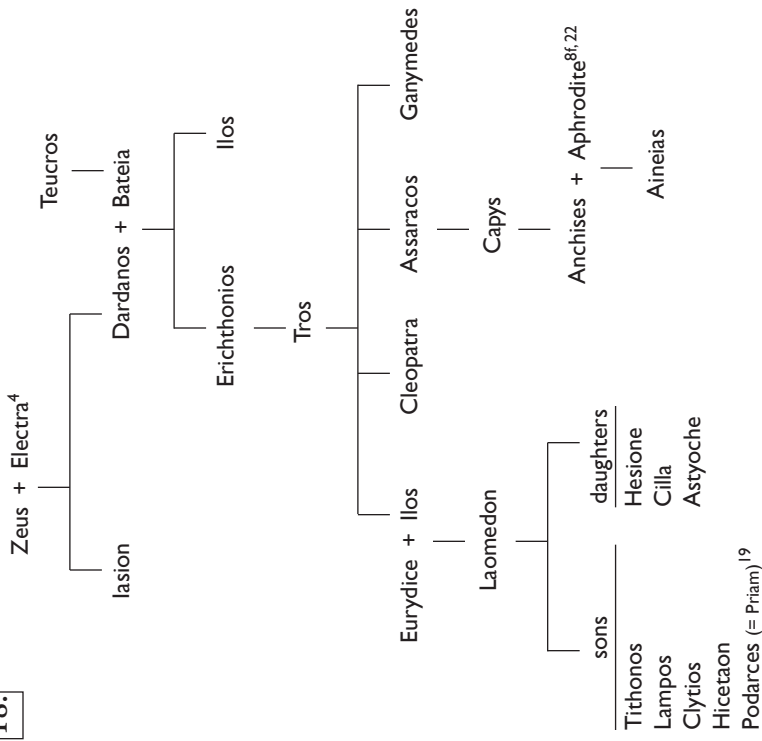 18.
Zeus + Electra⁴
Teucros
Iasion
Dardanos + Bateia
Erichthonios
Ilos
Tros
Eurydice + Ilos
Cleopatra
Assaracos
Ganymedes
Laomedon
Capys
sons
daughters
Anchises + Aphrodite⁸ᶠ,²²
Tithonos
Lampos
Clytios
Hicetaon
Podarces (= Priam)¹⁹
Hesione
Cilla
Astyoche
Aineias